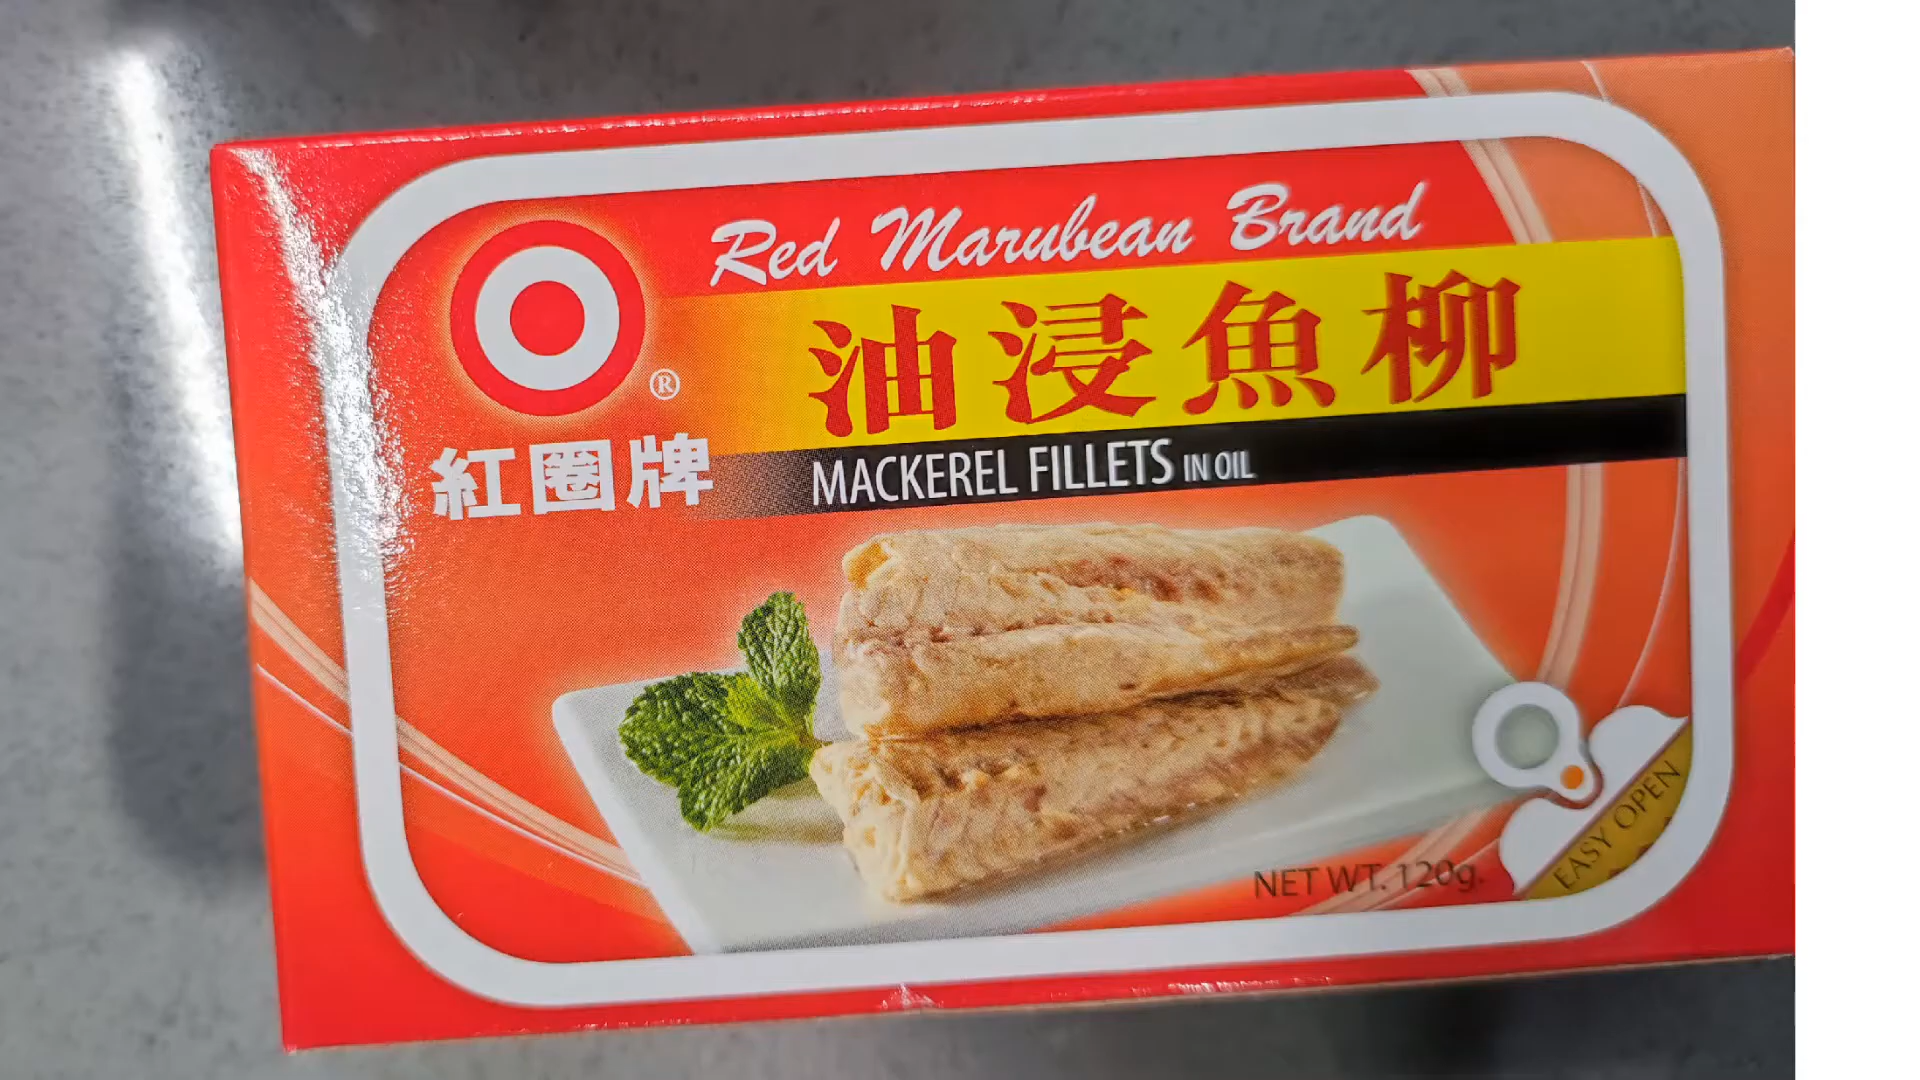 Red Marubean Brand
油浸魚柳
®
紅圈牌
MACKEREL FILLETS IN OIL
NET WT. 120g.
EASY OPEN